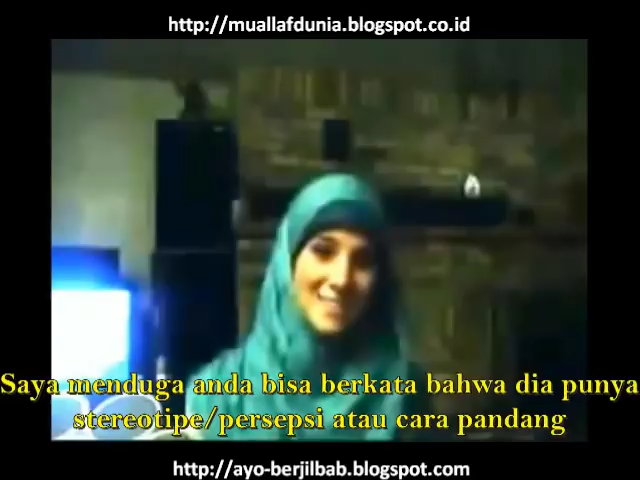 http://muallafdunia.blogspot.co.id
Saya menduga anda bisa berkata bahwa dia punya
stereotipe/persepsi atau cara pandang
http://ayo-berjilbab.blogspot.com